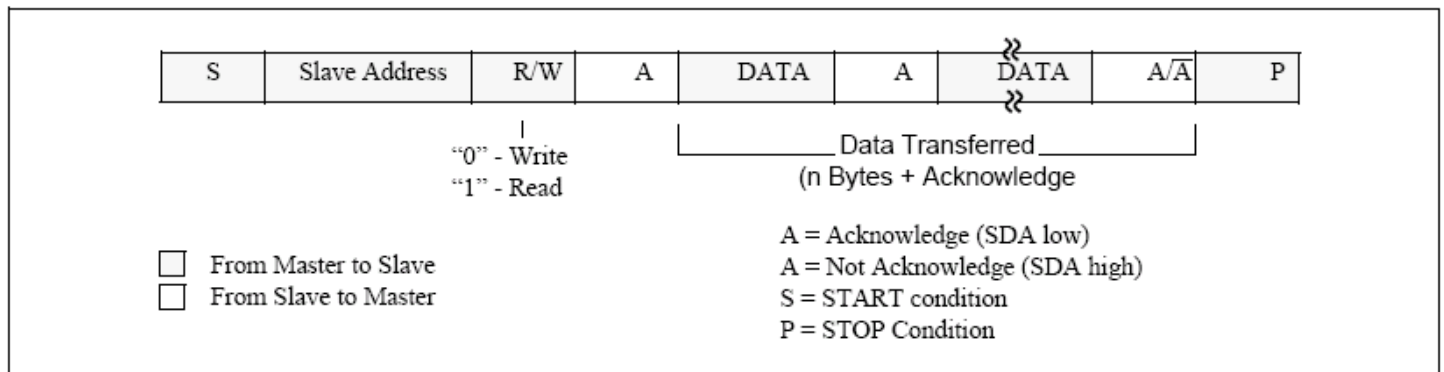 S Slave Address R/W A DATA A DATA A/A̅ P
“0” - Write
“1” - Read
Data Transferred
(n Bytes + Acknowledge
From Master to Slave
From Slave to Master
A = Acknowledge (SDA low)
A = Not Acknowledge (SDA high)
S = START condition
P = STOP Condition